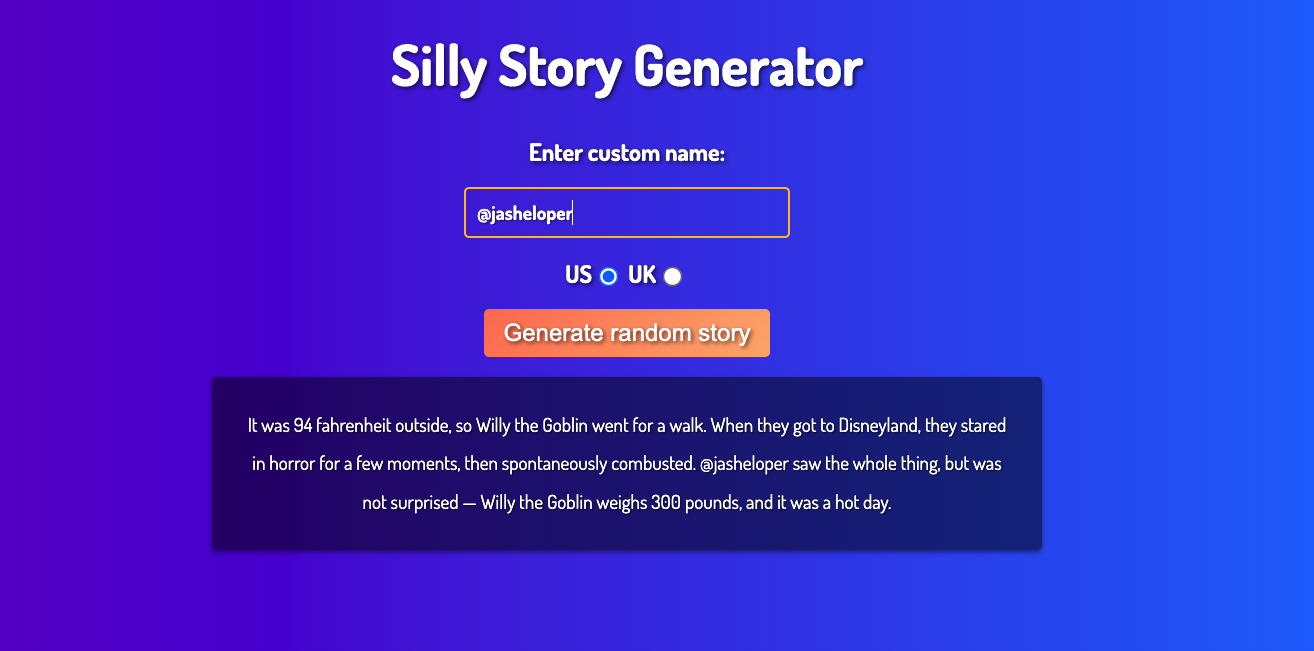 Silly Story Generator
Enter custom name:
@jasheloper
US UK
Generate random story
It was 94 fahrenheit outside, so Willy the Goblin went for a walk. When they got to Disneyland, they stared
in horror for a few moments, then spontaneously combusted. @jasheloper saw the whole thing, but was
not surprised — Willy the Goblin weighs 300 pounds, and it was a hot day.